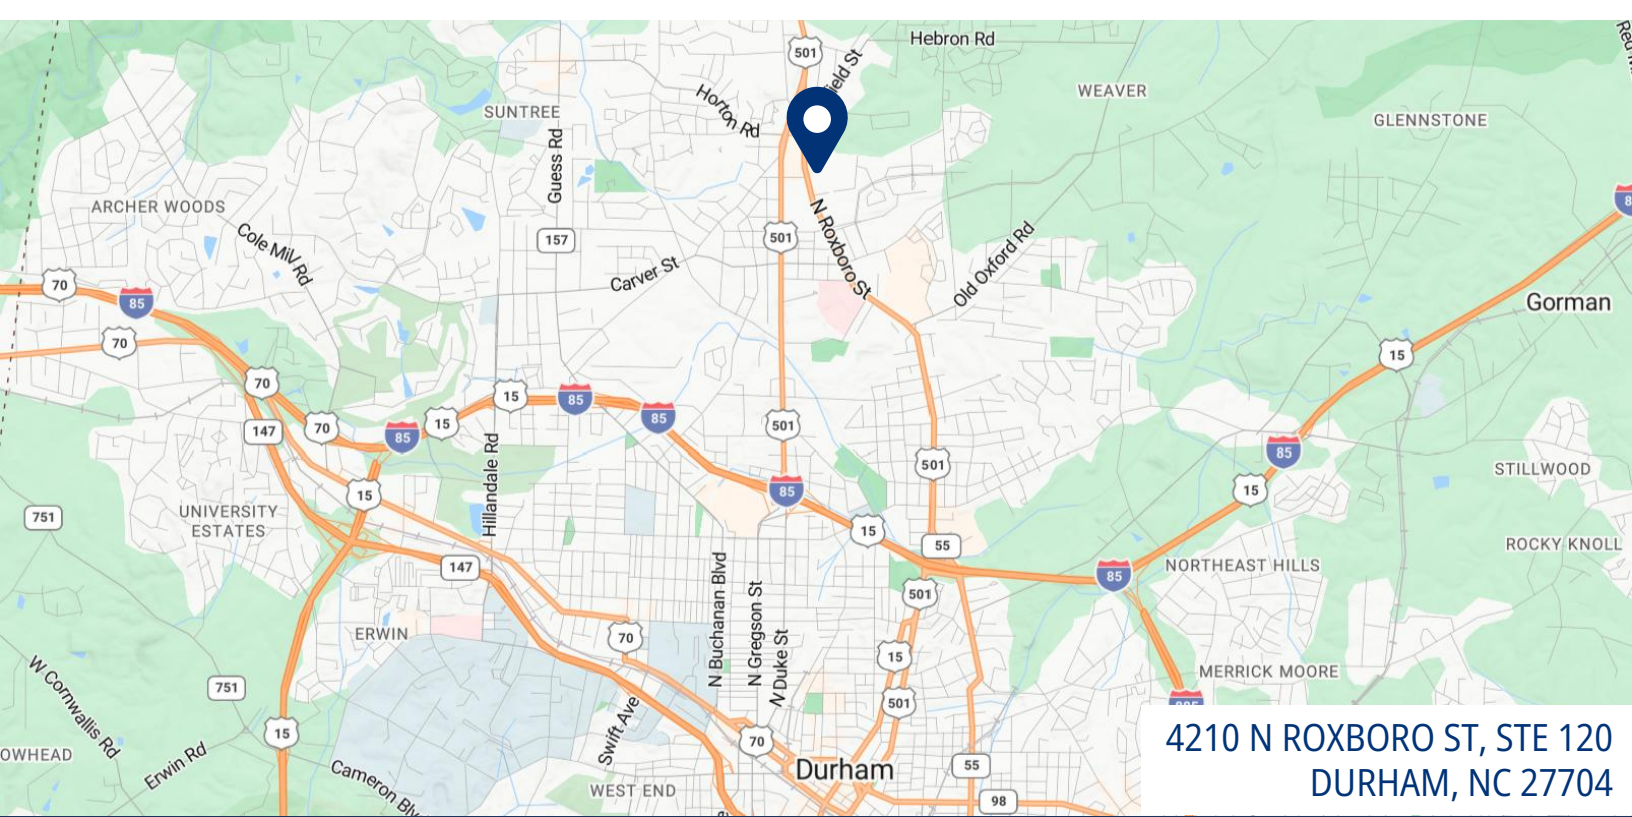 501
Hebron Rd
field St
WEAVER
Horton Rd
SUNTREE
GLENNSTONE
Guess Rd
ARCHER WOODS
N Roxboro St
Cole Mill Rd
157
501
Old Oxford Rd
Carver St
70
85
Gorman
70
15
70
15
85
85
147
70
15
85
501
Hillandale Rd
501
85
STILLWOOD
15
85
15
751
UNIVERSITY
ESTATES
15
55
ROCKY KNOLL
147
NORTHEAST HILLS
85
501
N Buchanan Blvd
N Gregson St
N Duke St
ERWIN
70
15
MERRICK MOORE
W Cornwallis Rd
751
501
Swift Ave
15
70
OWHEAD
Erwin Rd
Cameron Blv
Durham
55
WEST END
98
4210 N ROXBORO ST, STE 120
DURHAM, NC 27704